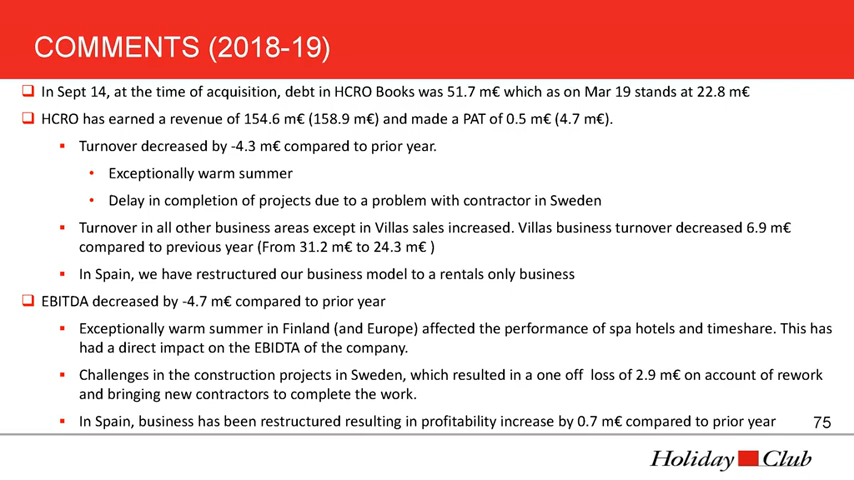 COMMENTS (2018-19)
In Sept 14, at the time of acquisition, debt in HCRO Books was 51.7 m€ which as on Mar 19 stands at 22.8 m€
HCRO has earned a revenue of 154.6 m€ (158.9 m€) and made a PAT of 0.5 m€ (4.7 m€).
Turnover decreased by -4.3 m€ compared to prior year.
Exceptionally warm summer
Delay in completion of projects due to a problem with contractor in Sweden
Turnover in all other business areas except in Villas sales increased. Villas business turnover decreased 6.9 m€
compared to previous year (From 31.2 m€ to 24.3 m€ )
In Spain, we have restructured our business model to a rentals only business
EBITDA decreased by -4.7 m€ compared to prior year
Exceptionally warm summer in Finland (and Europe) affected the performance of spa hotels and timeshare. This has
had a direct impact on the EBIDTA of the company.
Challenges in the construction projects in Sweden, which resulted in a one off  loss of 2.9 m€ on account of rework
and bringing new contractors to complete the work.
In Spain, business has been restructured resulting in profitability increase by 0.7 m€ compared to prior year
75
Holiday Club